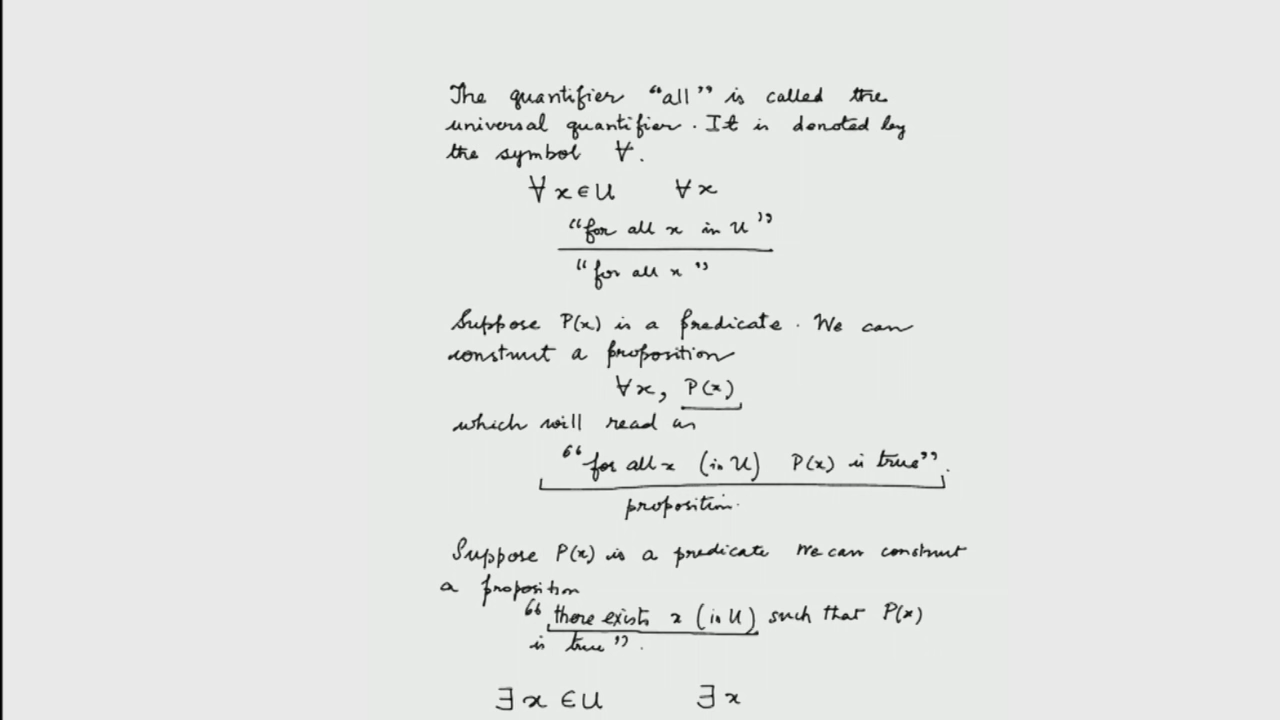 The quantifier "all" is called the
universal quantifier. It is denoted by
the symbol ∀.
∀ x ∈ U ∀ x
"for all x in U"
"for all x"
Suppose P(x) is a predicate. We can
construct a proposition
∀x, P(x)
which will read as
"for all x (in U) P(x) is true".
proposition.
Suppose P(x) is a predicate We can construct
a proposition
"there exists x (in U) such that P(x)
is true".
∃ x ∈ U ∃ x